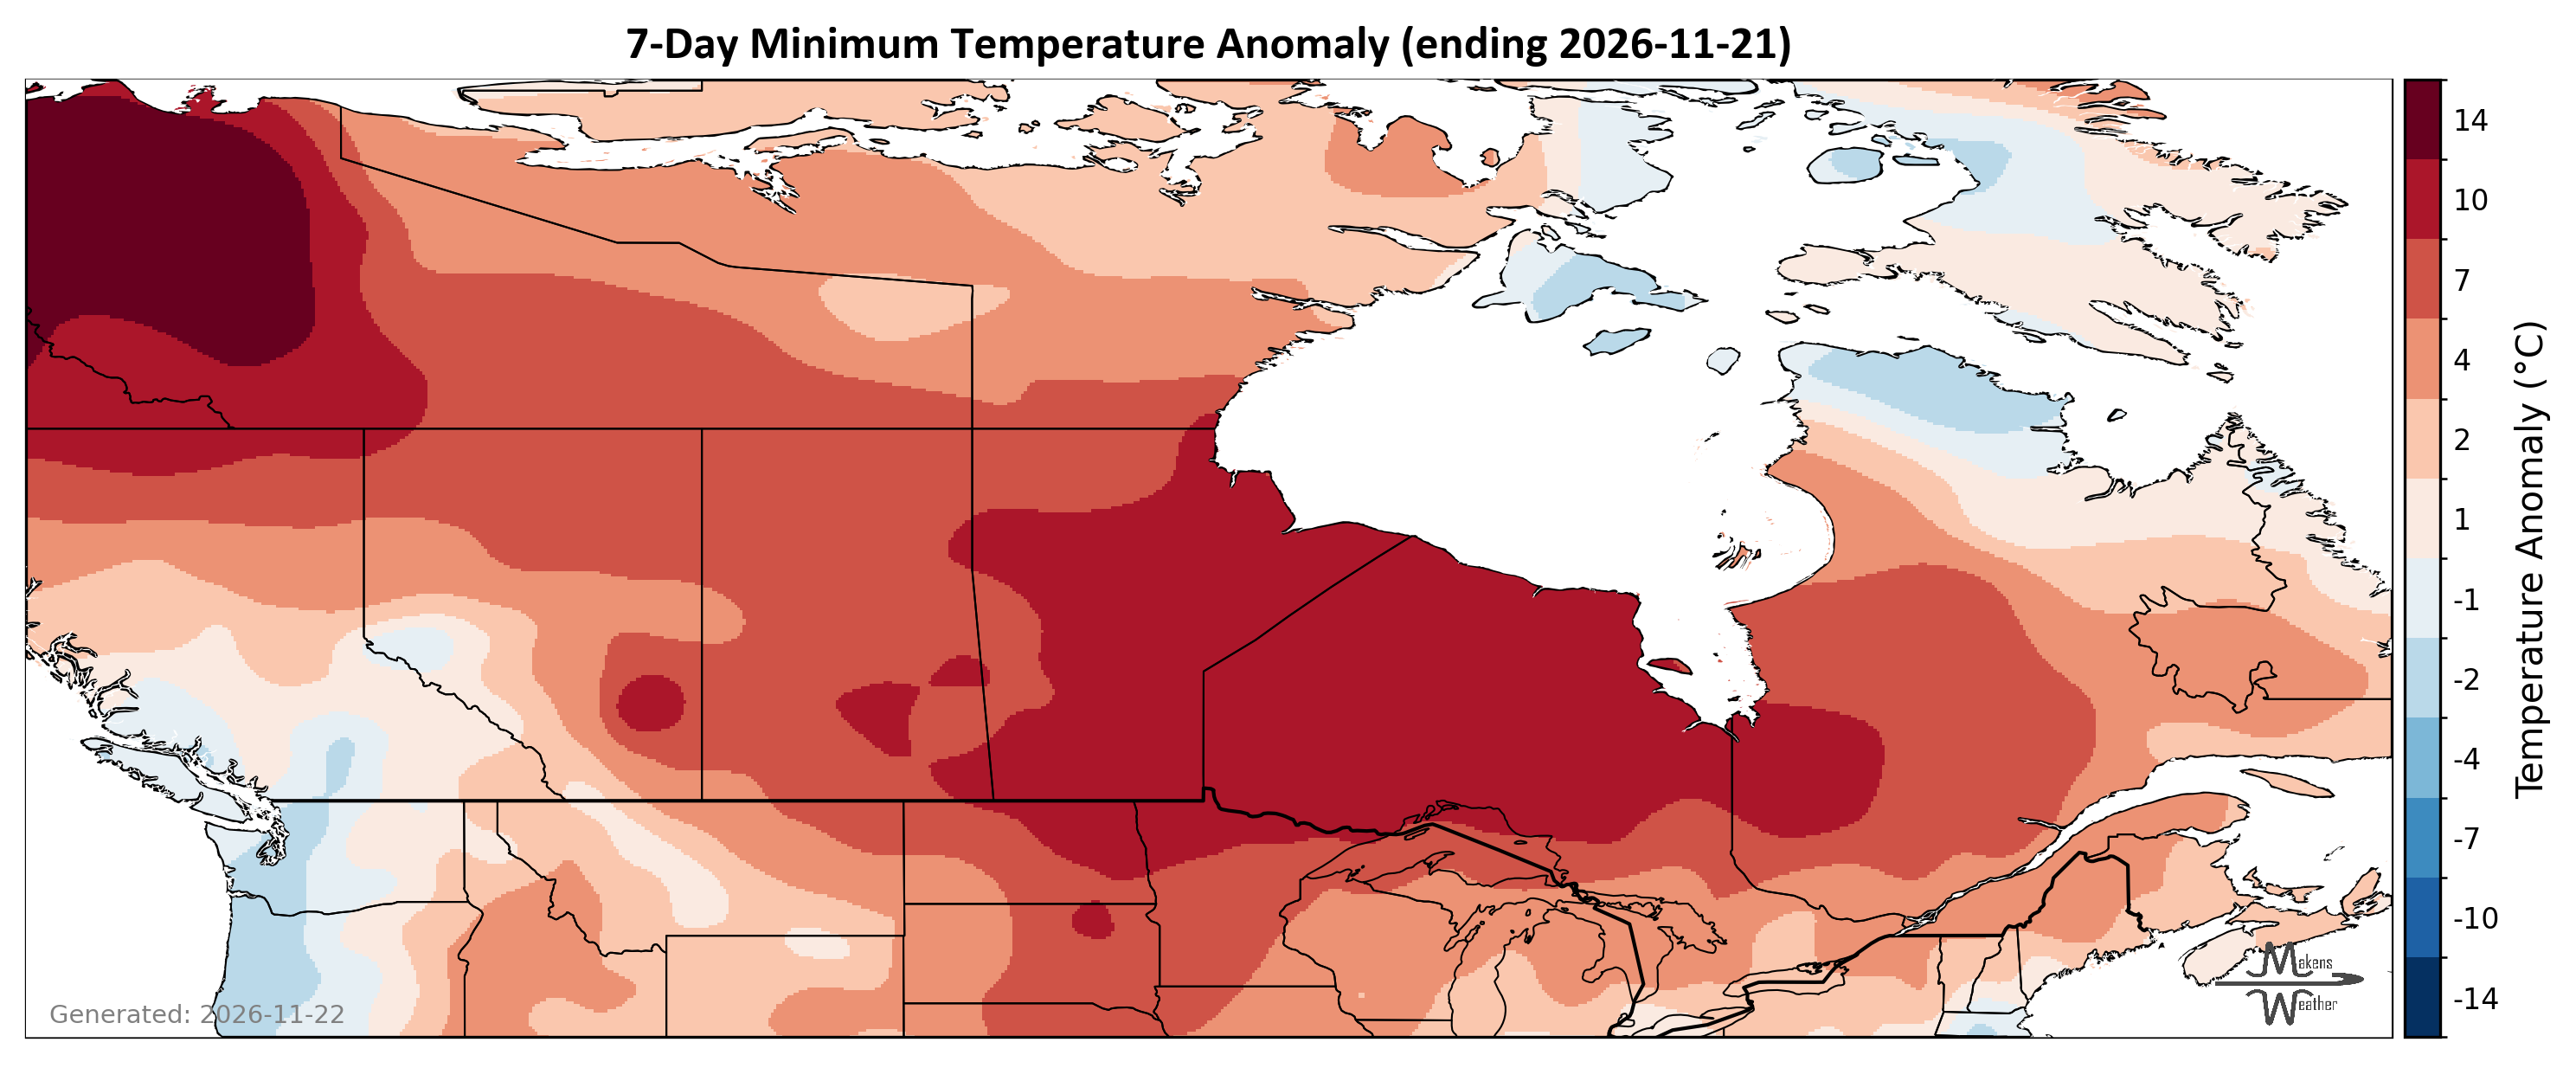 7-Day Minimum Temperature Anomaly (ending 2026-11-21)
14
10
7
4
2
1
-1
-2
-4
-7
-10
-14
Temperature Anomaly (°C)
Generated: 2026-11-22
Makens
Weather